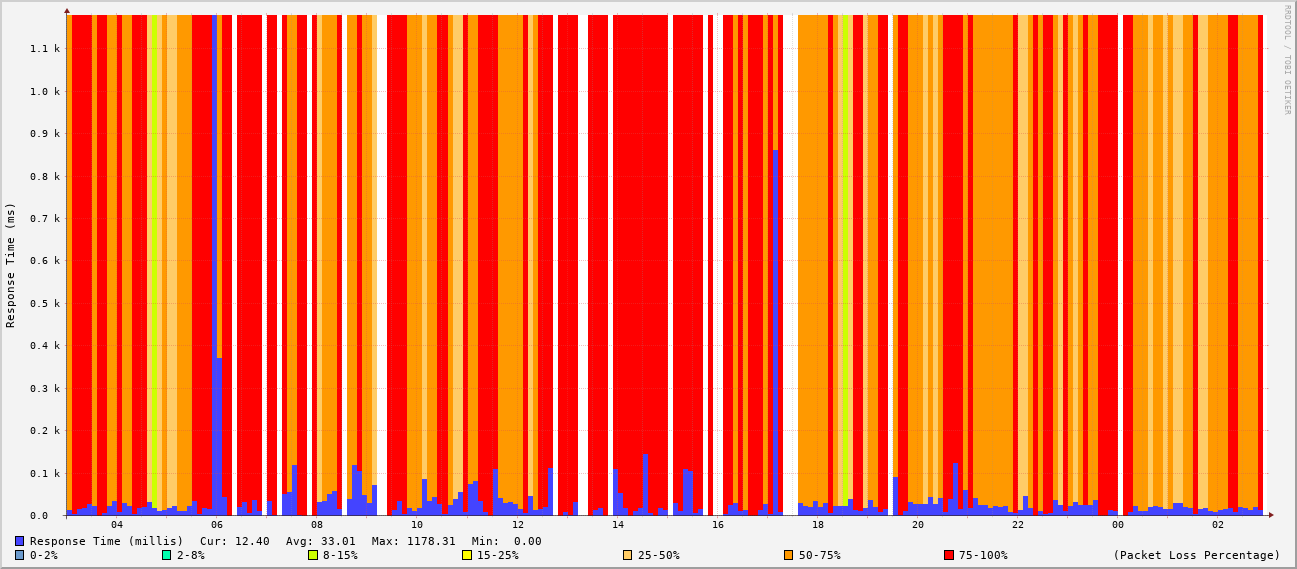 RRDTOOL / TOBI OETIKER
Response Time (ms)
1.1 k
1.0 k
0.9 k
0.8 k
0.7 k
0.6 k
0.5 k
0.4 k
0.3 k
0.2 k
0.1 k
0.0
04 06 08 10 12 14 16 18 20 22 00 02
Response Time (millis) Cur: 12.40 Avg: 33.01 Max: 1178.31 Min: 0.00
0-2% 2-8% 8-15% 15-25% 25-50% 50-75% 75-100% (Packet Loss Percentage)